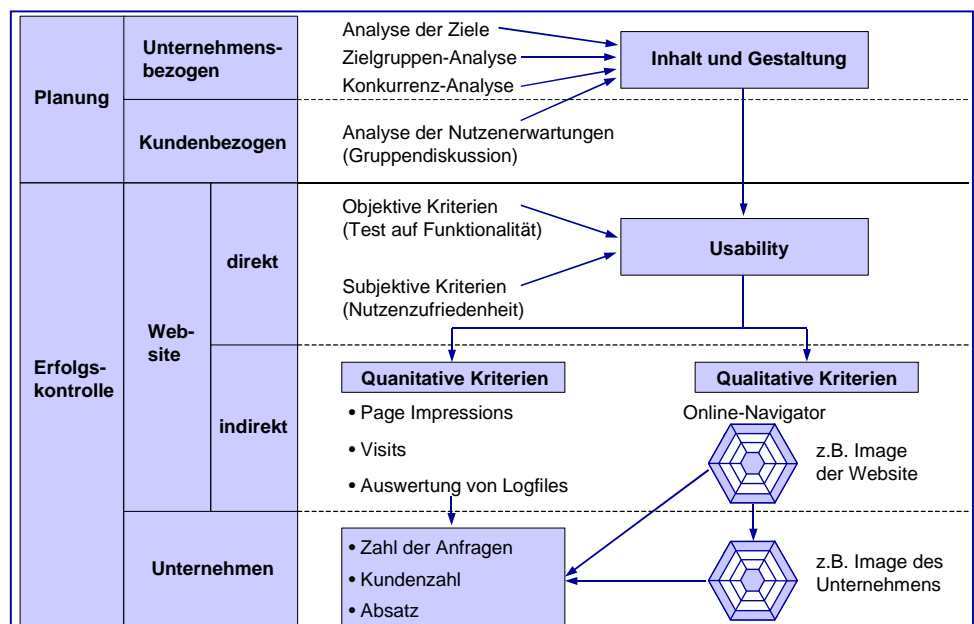 Planung
Unternehmens-
bezogen
Analyse der Ziele
Zielgruppen-Analyse
Konkurrenz-Analyse
Inhalt und Gestaltung
Kundenbezogen
Analyse der Nutzenerwartungen
(Gruppendiskussion)
Erfolgs-
kontrolle
Web-
site
direkt
Objektive Kriterien
(Test auf Funktionalität)
Usability
Subjektive Kriterien
(Nutzenzufriedenheit)
indirekt
Quanitative Kriterien
• Page Impressions
• Visits
• Auswertung von Logfiles
Qualitative Kriterien
Online-Navigator
z.B. Image
der Website
Unternehmen
• Zahl der Anfragen
• Kundenzahl
• Absatz
z.B. Image des
Unternehmens